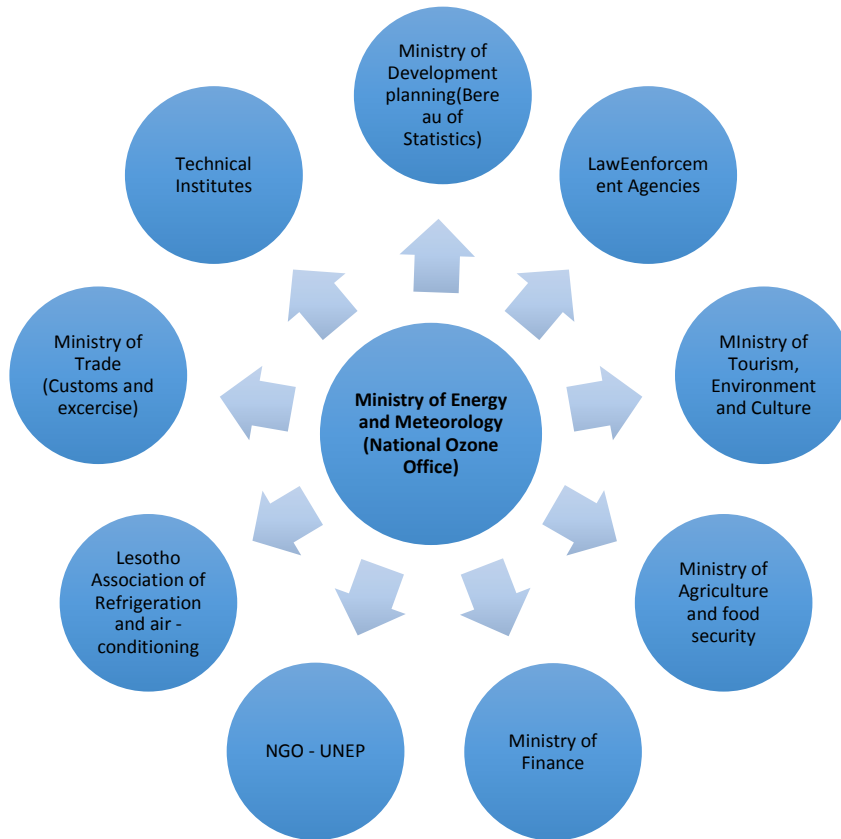 Ministry of
Development
planning(Bere
au of
Statistics)
LawEenforcem
ent Agencies
MInistry of
Tourism,
Environment
and Culture
Ministry of
Agriculture
and food
security
Ministry of
Finance
NGO - UNEP
Lesotho
Association of
Refrigeration
and air -
conditioning
Ministry of
Trade
(Customs and
excercise)
Technical
Institutes
Ministry of Energy
and Meteorology
(National Ozone
Office)